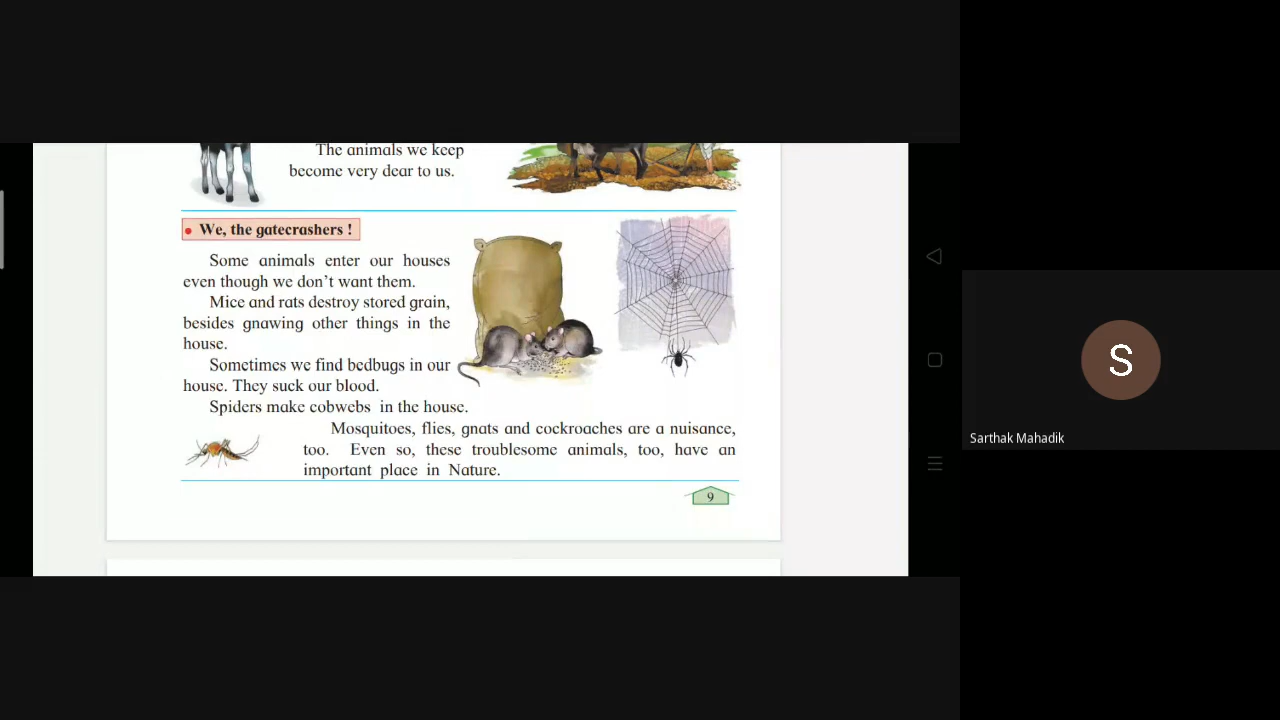 The animals we keep
become very dear to us.
• We, the gatecrashers !
Some animals enter our houses
even though we don't want them.
Mice and rats destroy stored grain,
besides gnawing other things in the
house.
Sometimes we find bedbugs in our
house. They suck our blood.
Spiders make cobwebs in the house.
Mosquitoes, flies, gnats and cockroaches are a nuisance,
too. Even so, these troublesome animals, too, have an
important place in Nature.
9
S
Sarthak Mahadik